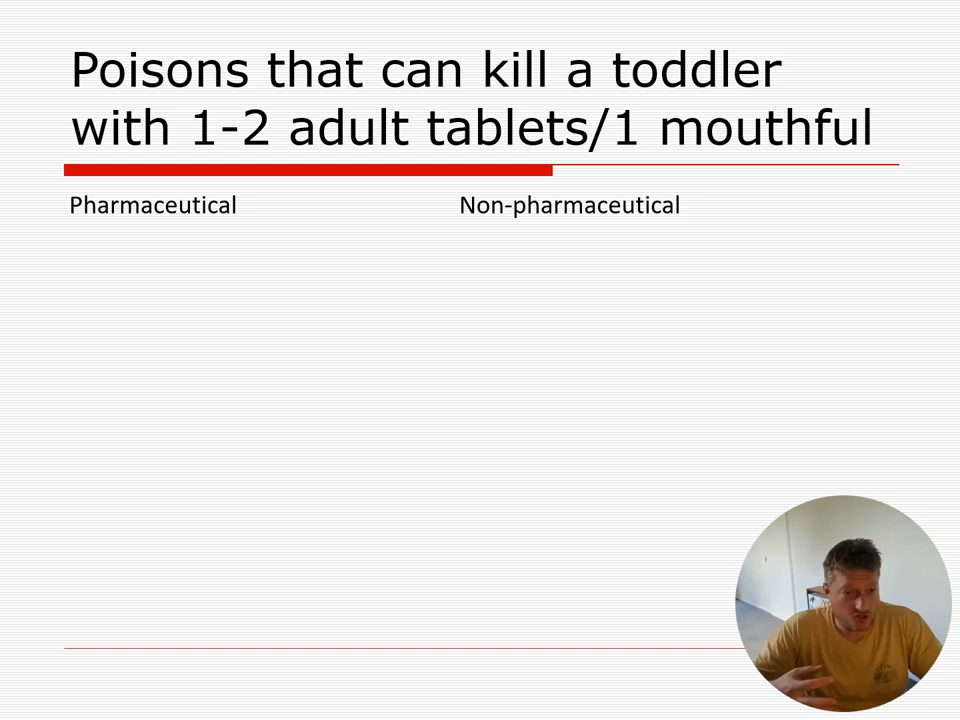 Poisons that can kill a toddler
with 1-2 adult tablets/1 mouthful
Pharmaceutical
Non-pharmaceutical